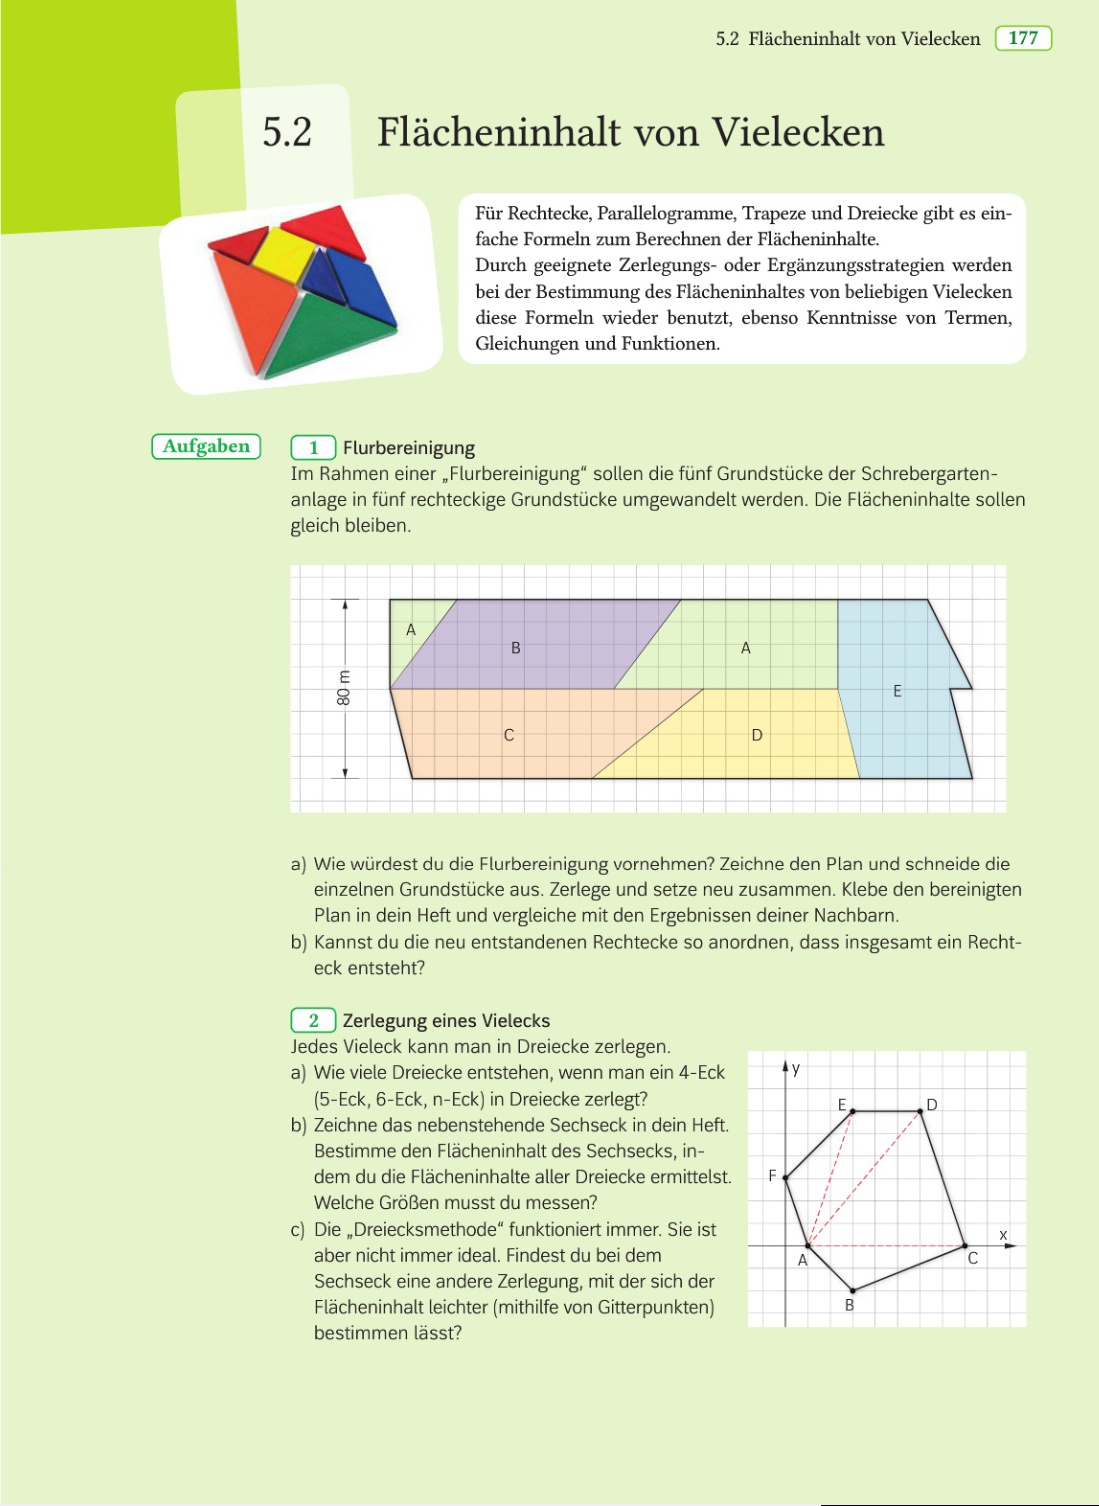 5.2 Flächeninhalt von Vielecken 177
5.2 Flächeninhalt von Vielecken
Für Rechtecke, Parallelogramme, Trapeze und Dreiecke gibt es ein-
fache Formeln zum Berechnen der Flächeninhalte.
Durch geeignete Zerlegungs- oder Ergänzungsstrategien werden
bei der Bestimmung des Flächeninhaltes von beliebigen Vielecken
diese Formeln wieder benutzt, ebenso Kenntnisse von Termen,
Gleichungen und Funktionen.
Aufgaben
1 Flurbereinigung
Im Rahmen einer „Flurbereinigung“ sollen die fünf Grundstücke der Schrebergarten-
anlage in fünf rechteckige Grundstücke umgewandelt werden. Die Flächeninhalte sollen
gleich bleiben.
80 m
A
B
A
E
C
D
a) Wie würdest du die Flurbereinigung vornehmen? Zeichne den Plan und schneide die
einzelnen Grundstücke aus. Zerlege und setze neu zusammen. Klebe den bereinigten
Plan in dein Heft und vergleiche mit den Ergebnissen deiner Nachbarn.
b) Kannst du die neu entstandenen Rechtecke so anordnen, dass insgesamt ein Recht-
eck entsteht?
2 Zerlegung eines Vielecks
Jedes Vieleck kann man in Dreiecke zerlegen.
a) Wie viele Dreiecke entstehen, wenn man ein 4-Eck
(5-Eck, 6-Eck, n-Eck) in Dreiecke zerlegt?
b) Zeichne das nebenstehende Sechseck in dein Heft.
Bestimme den Flächeninhalt des Sechsecks, in-
dem du die Flächeninhalte aller Dreiecke ermittelst.
Welche Größen musst du messen?
c) Die „Dreiecksmethode“ funktioniert immer. Sie ist
aber nicht immer ideal. Findest du bei dem
Sechseck eine andere Zerlegung, mit der sich der
Flächeninhalt leichter (mithilfe von Gitterpunkten)
bestimmen lässt?
y
E
D
F
x
A
C
B